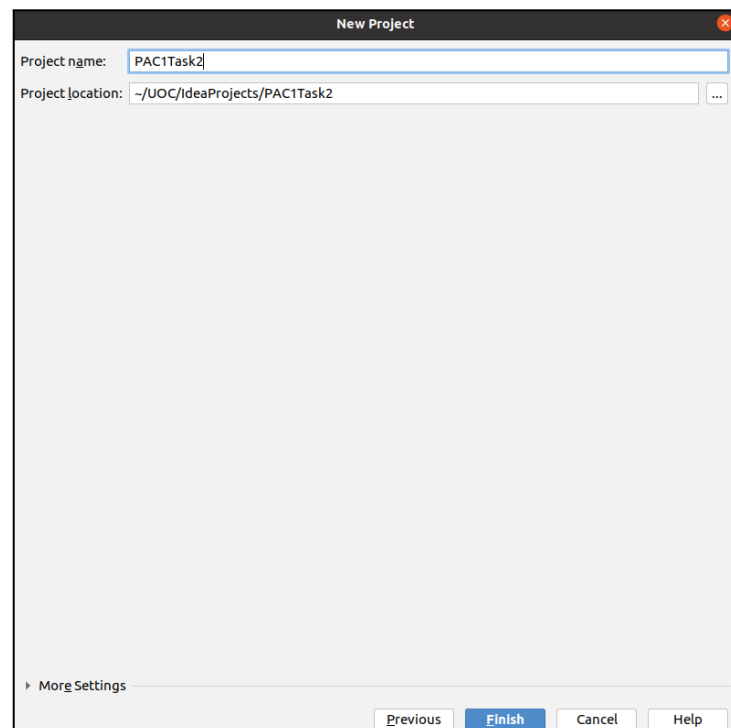 New Project
Project name: PAC1Task2
Project location: ~/UOC/IdeaProjects/PAC1Task2 ...
More Settings
Previous Finish Cancel Help